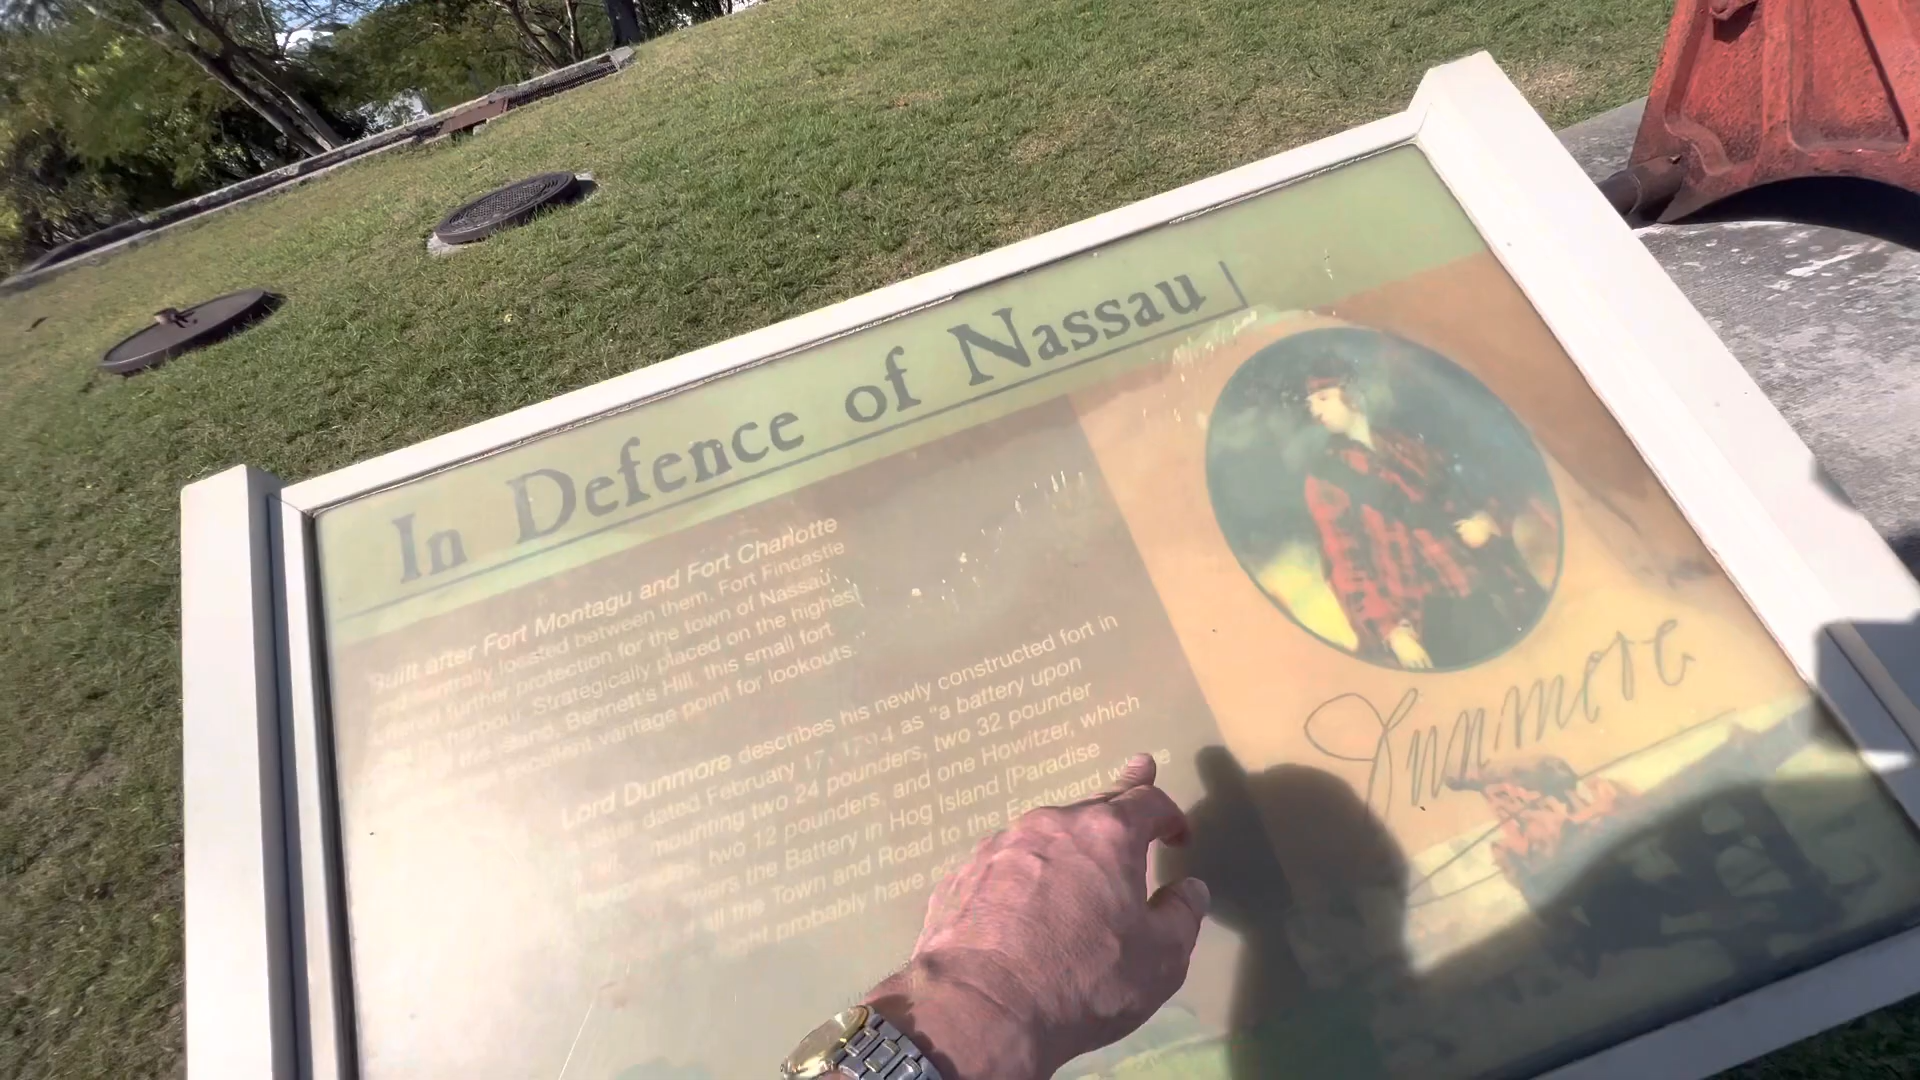 In Defence of Nassau
Built after Fort Montagu and Fort Charlotte
and centrally located between them, Fort Fincastle
offered further protection for the town of Nassau
and its harbour. Strategically placed on the highest
the island, Bennett's Hill, this small fort
excellent vantage point for lookouts.
Lord Dunmore describes his newly constructed fort in
letter dated February 17, 1794 as "a battery upon
mounting two 24 pounders, two 32 pounder
two 12 pounders, and one Howitzer, which
the Battery in Hog Island [Paradise
all the Town and Road to the Eastward
probably have
Dunmore